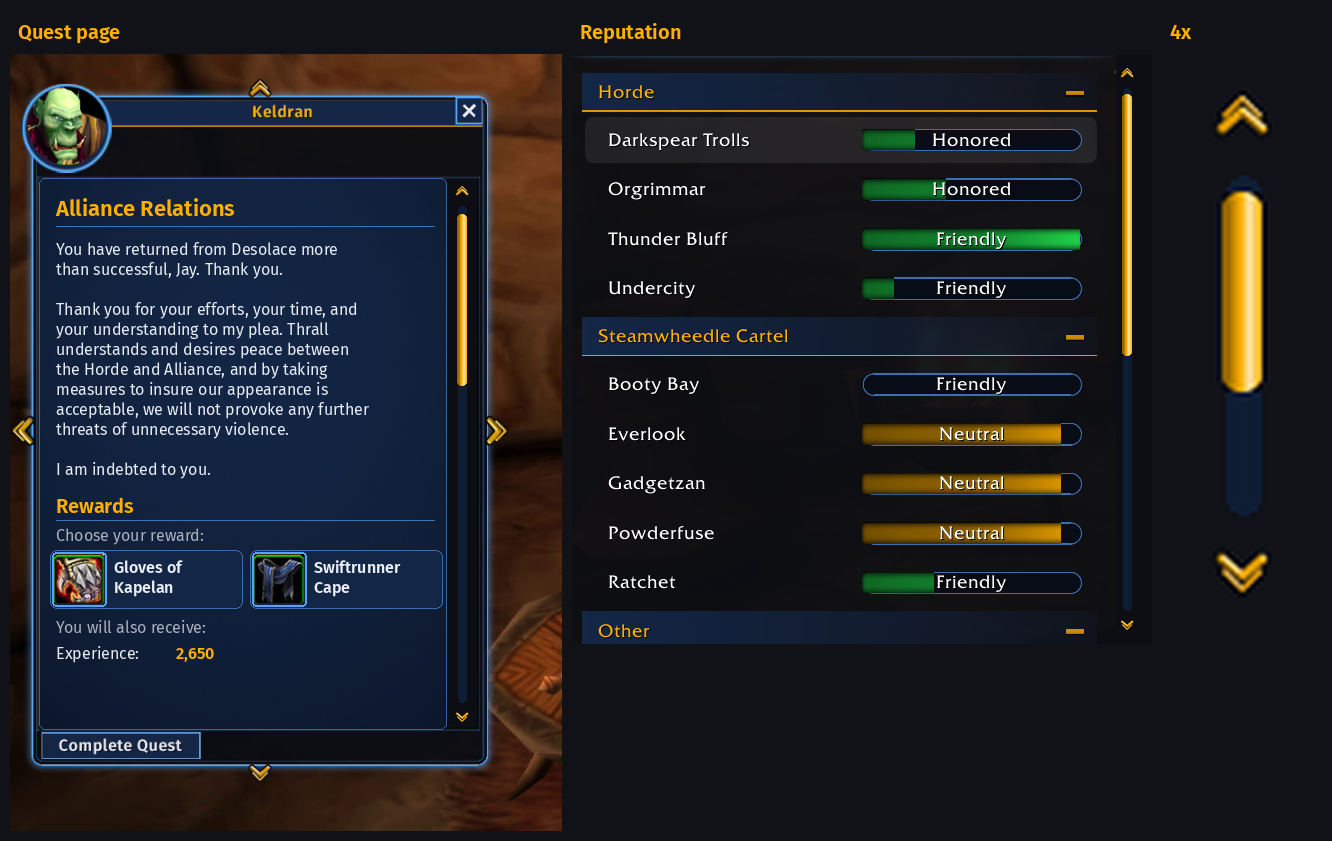 Quest page
Keldran
Alliance Relations
You have returned from Desolace more
than successful, Jay. Thank you.
Thank you for your efforts, your time, and
your understanding to my plea. Thrall
understands and desires peace between
the Horde and Alliance, and by taking
measures to insure our appearance is
acceptable, we will not provoke any further
threats of unnecessary violence.
I am indebted to you.
Rewards
Choose your reward:
Gloves of
Kapelan
Swiftrunner
Cape
You will also receive:
Experience: 2,650
Complete Quest
Reputation
Horde
Darkspear Trolls Honored
Orgrimmar Honored
Thunder Bluff Friendly
Undercity Friendly
Steamwheedle Cartel
Booty Bay Friendly
Everlook Neutral
Gadgetzan Neutral
Powderfuse Neutral
Ratchet Friendly
Other
4x